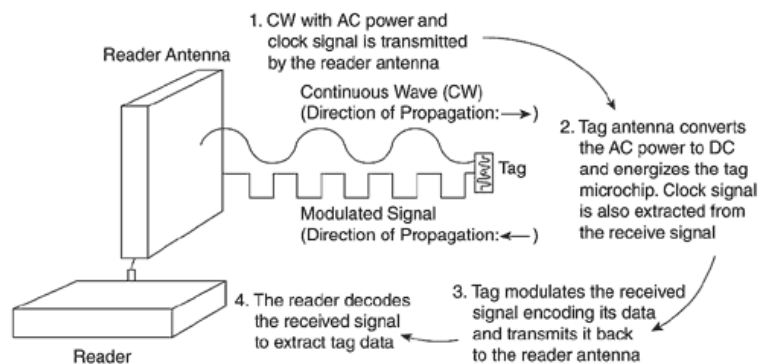 1. CW with AC power and
clock signal is transmitted
by the reader antenna
Reader Antenna
Continuous Wave (CW)
(Direction of Propagation:→)
2. Tag antenna converts
the AC power to DC
and energizes the tag
microchip. Clock signal
is also extracted from
the receive signal
Tag
Modulated Signal
(Direction of Propagation:←)
3. Tag modulates the received
signal encoding its data
and transmits it back
to the reader antenna
4. The reader decodes
the received signal
to extract tag data
Reader